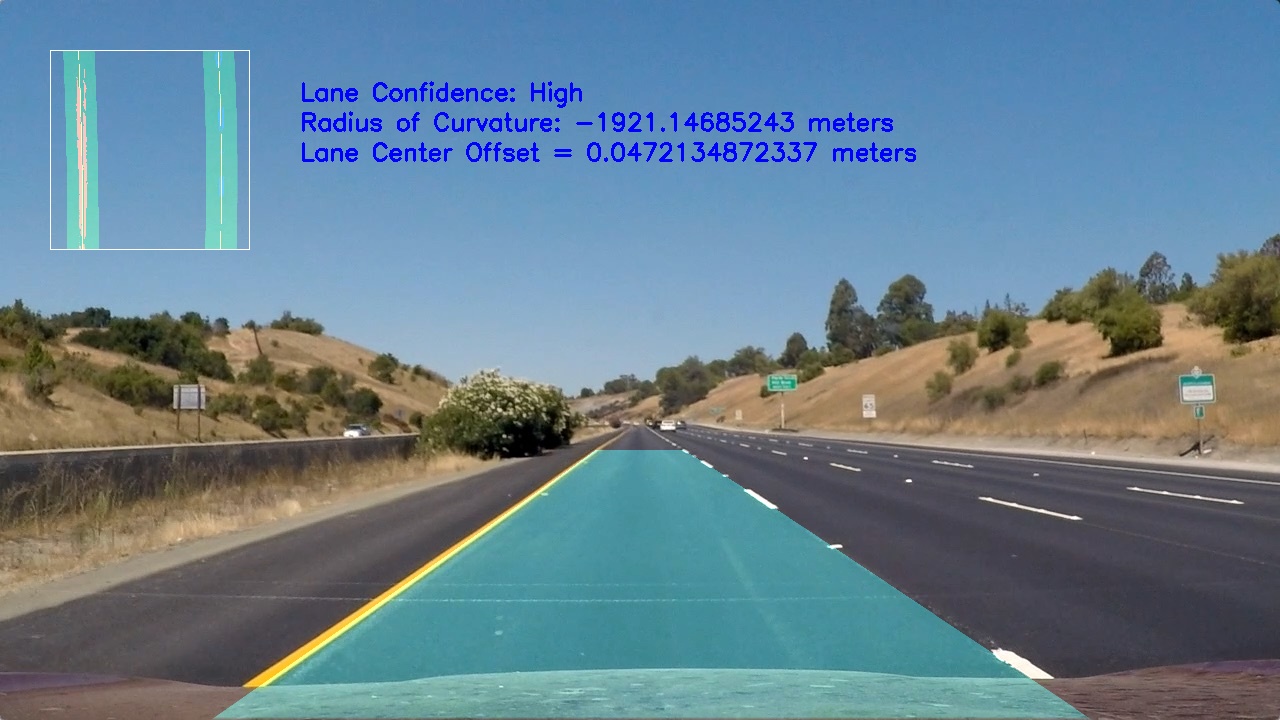 Lane Confidence: High
Radius of Curvature: -1921.14685243 meters
Lane Center Offset = 0.0472134872337 meters